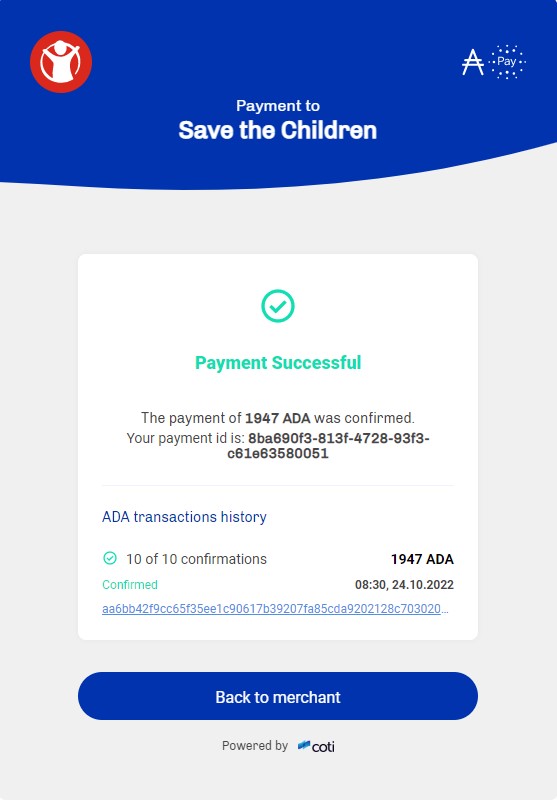 Pay
Payment to
Save the Children
Payment Successful
The payment of 1947 ADA was confirmed.
Your payment id is: 8ba690f3-813f-4728-93f3-
c61e63580051
ADA transactions history
10 of 10 confirmations 1947 ADA
Confirmed 08:30, 24.10.2022
aa6bb42f9cc65f35ee1c90617b39207fa85cda9202128c703020...
Back to merchant
Powered by coti